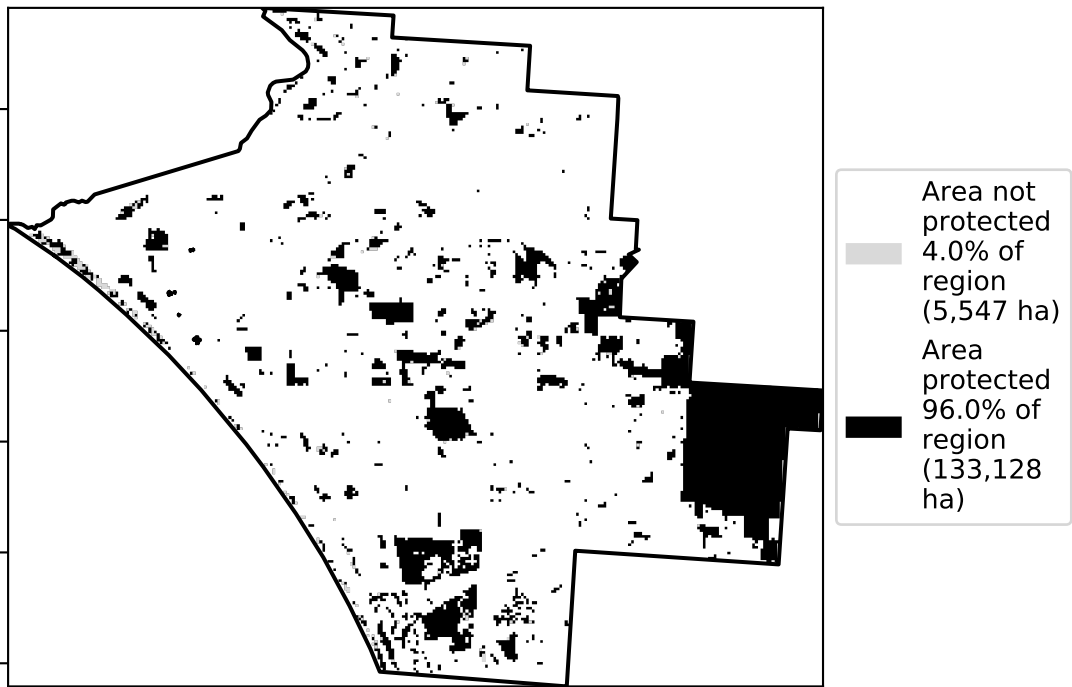 Area not
protected
4.0% of
region
(5,547 ha)
Area
protected
96.0% of
region
(133,128
ha)